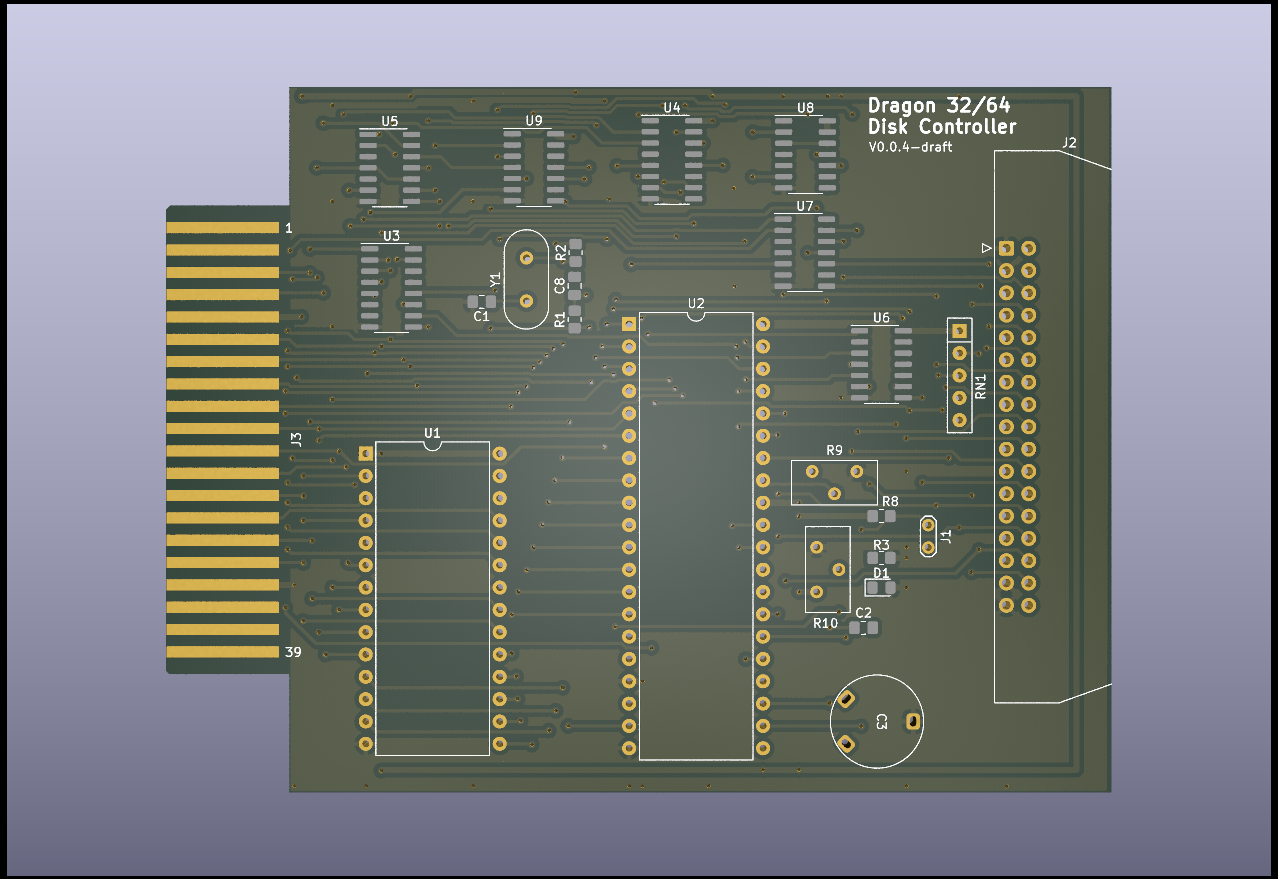 Dragon 32/64
Disk Controller
V0.0.4-draft
U5
U9
U4
U8
J2
U7
1
U3
R2
Y1
C8
C1
R1
U2
U6
RN1
J3
U1
R9
R8
J1
R3
D1
C2
R10
39
C3